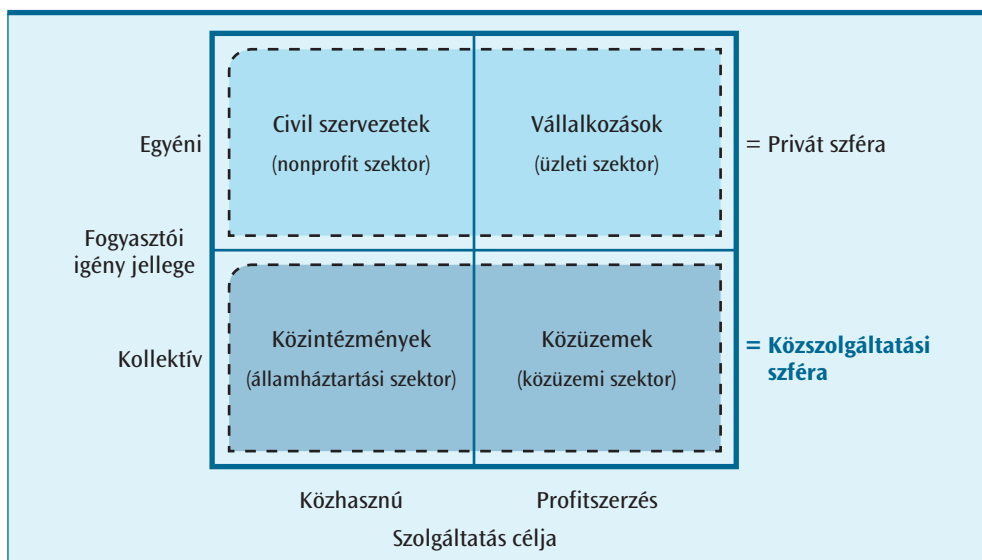 Civil szervezetek
(nonprofit szektor)
Vállalkozások
(üzleti szektor)
Egyéni
= Privát szféra
Fogyasztói
igény jellege
Közintézmények
(államháztartási szektor)
Közüzemek
(közüzemi szektor)
Kollektív
= Közszolgáltatási
szféra
Közhasznú
Profitszerzés
Szolgáltatás célja